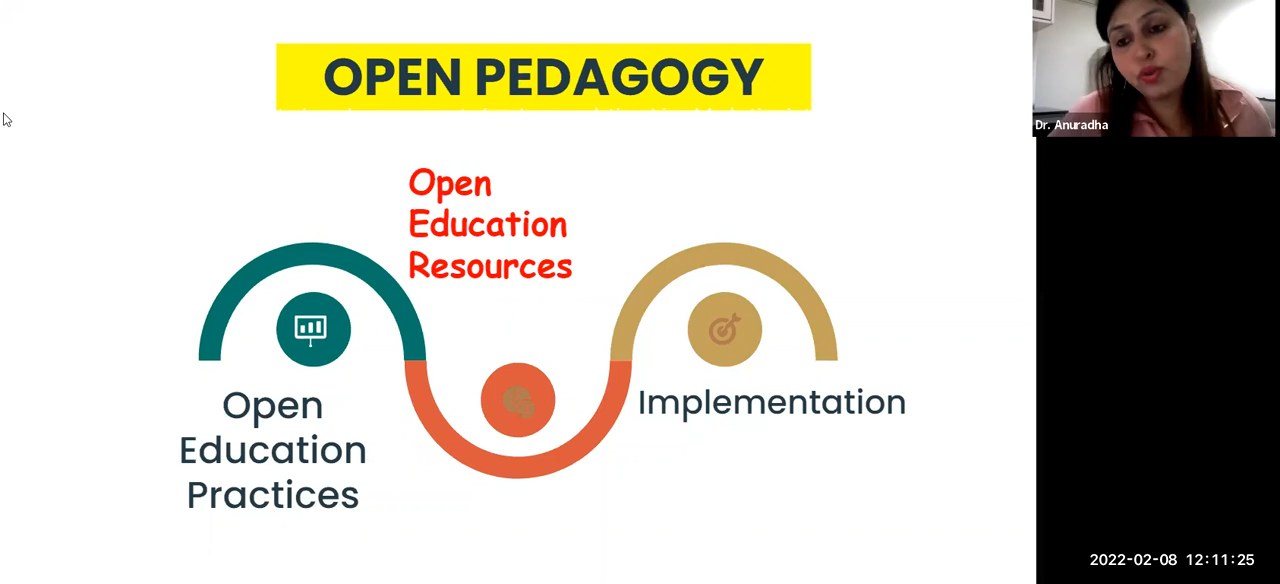 OPEN PEDAGOGY
Open
Education
Resources
Open
Education
Practices
Implementation
Dr. Anuradha
2022-02-08 12:11:25